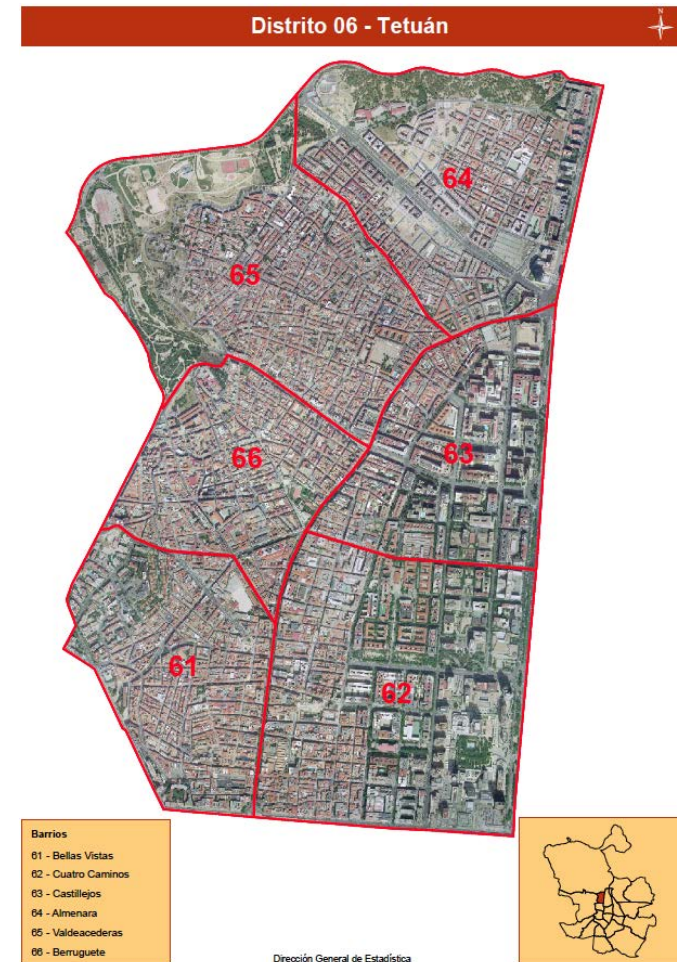 Distrito 06 - Tetuán
N
64
65
63
66
61
62
Barrios
61 - Bellas Vistas
62 - Cuatro Caminos
63 - Castillejos
64 - Almenara
65 - Valdeacederas
66 - Berruguete
Dirección General de Estadística